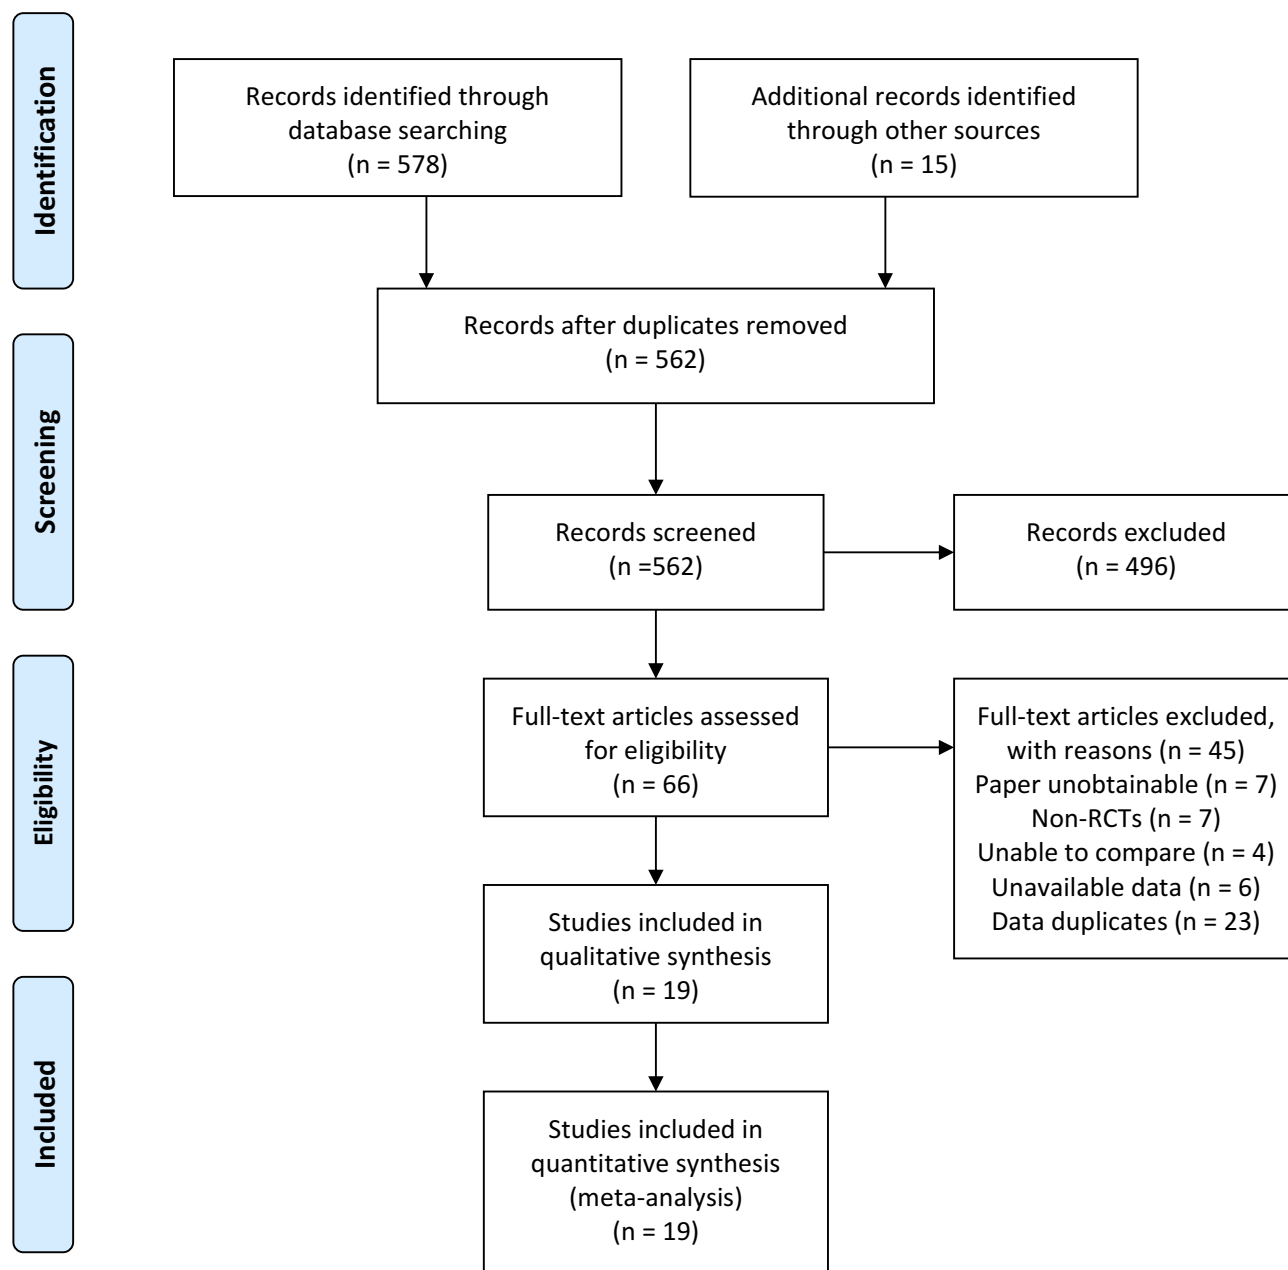 Identification
Records identified through
database searching
(n = 578)
Additional records identified
through other sources
(n = 15)
Records after duplicates removed
(n = 562)
Screening
Records screened
(n =562)
Records excluded
(n = 496)
Eligibility
Full-text articles assessed
for eligibility
(n = 66)
Full-text articles excluded,
with reasons (n = 45)
Paper unobtainable (n = 7)
Non-RCTs (n = 7)
Unable to compare (n = 4)
Unavailable data (n = 6)
Data duplicates (n = 23)
Studies included in
qualitative synthesis
(n = 19)
Included
Studies included in
quantitative synthesis
(meta-analysis)
(n = 19)